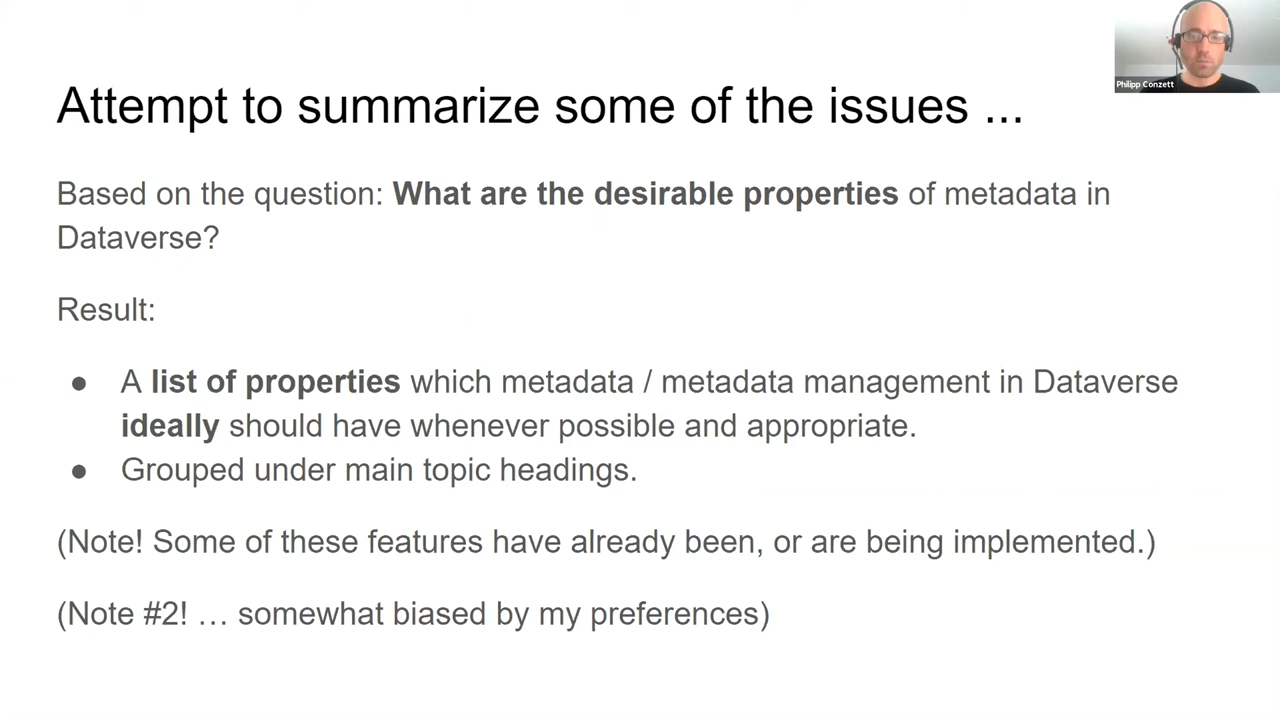 Philipp Conzett
Attempt to summarize some of the issues ...
Based on the question: What are the desirable properties of metadata in
Dataverse?
Result:
● A list of properties which metadata / metadata management in Dataverse
ideally should have whenever possible and appropriate.
● Grouped under main topic headings.
(Note! Some of these features have already been, or are being implemented.)
(Note #2! … somewhat biased by my preferences)